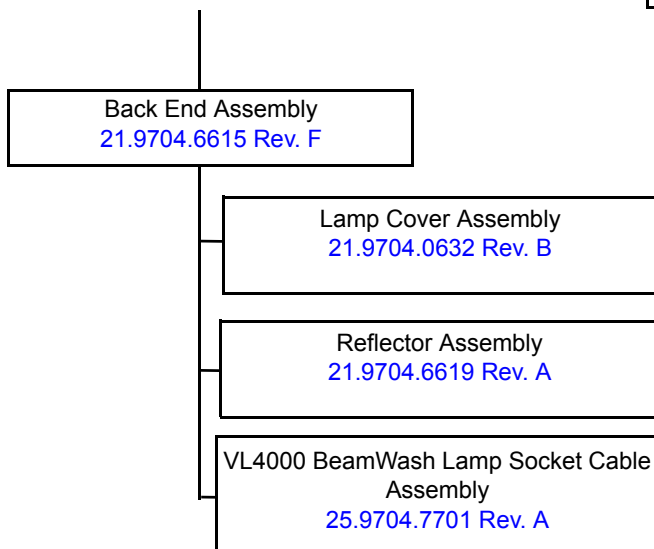 Back End Assembly
21.9704.6615 Rev. F
Lamp Cover Assembly
21.9704.0632 Rev. B
Reflector Assembly
21.9704.6619 Rev. A
VL4000 BeamWash Lamp Socket Cable
Assembly
25.9704.7701 Rev. A